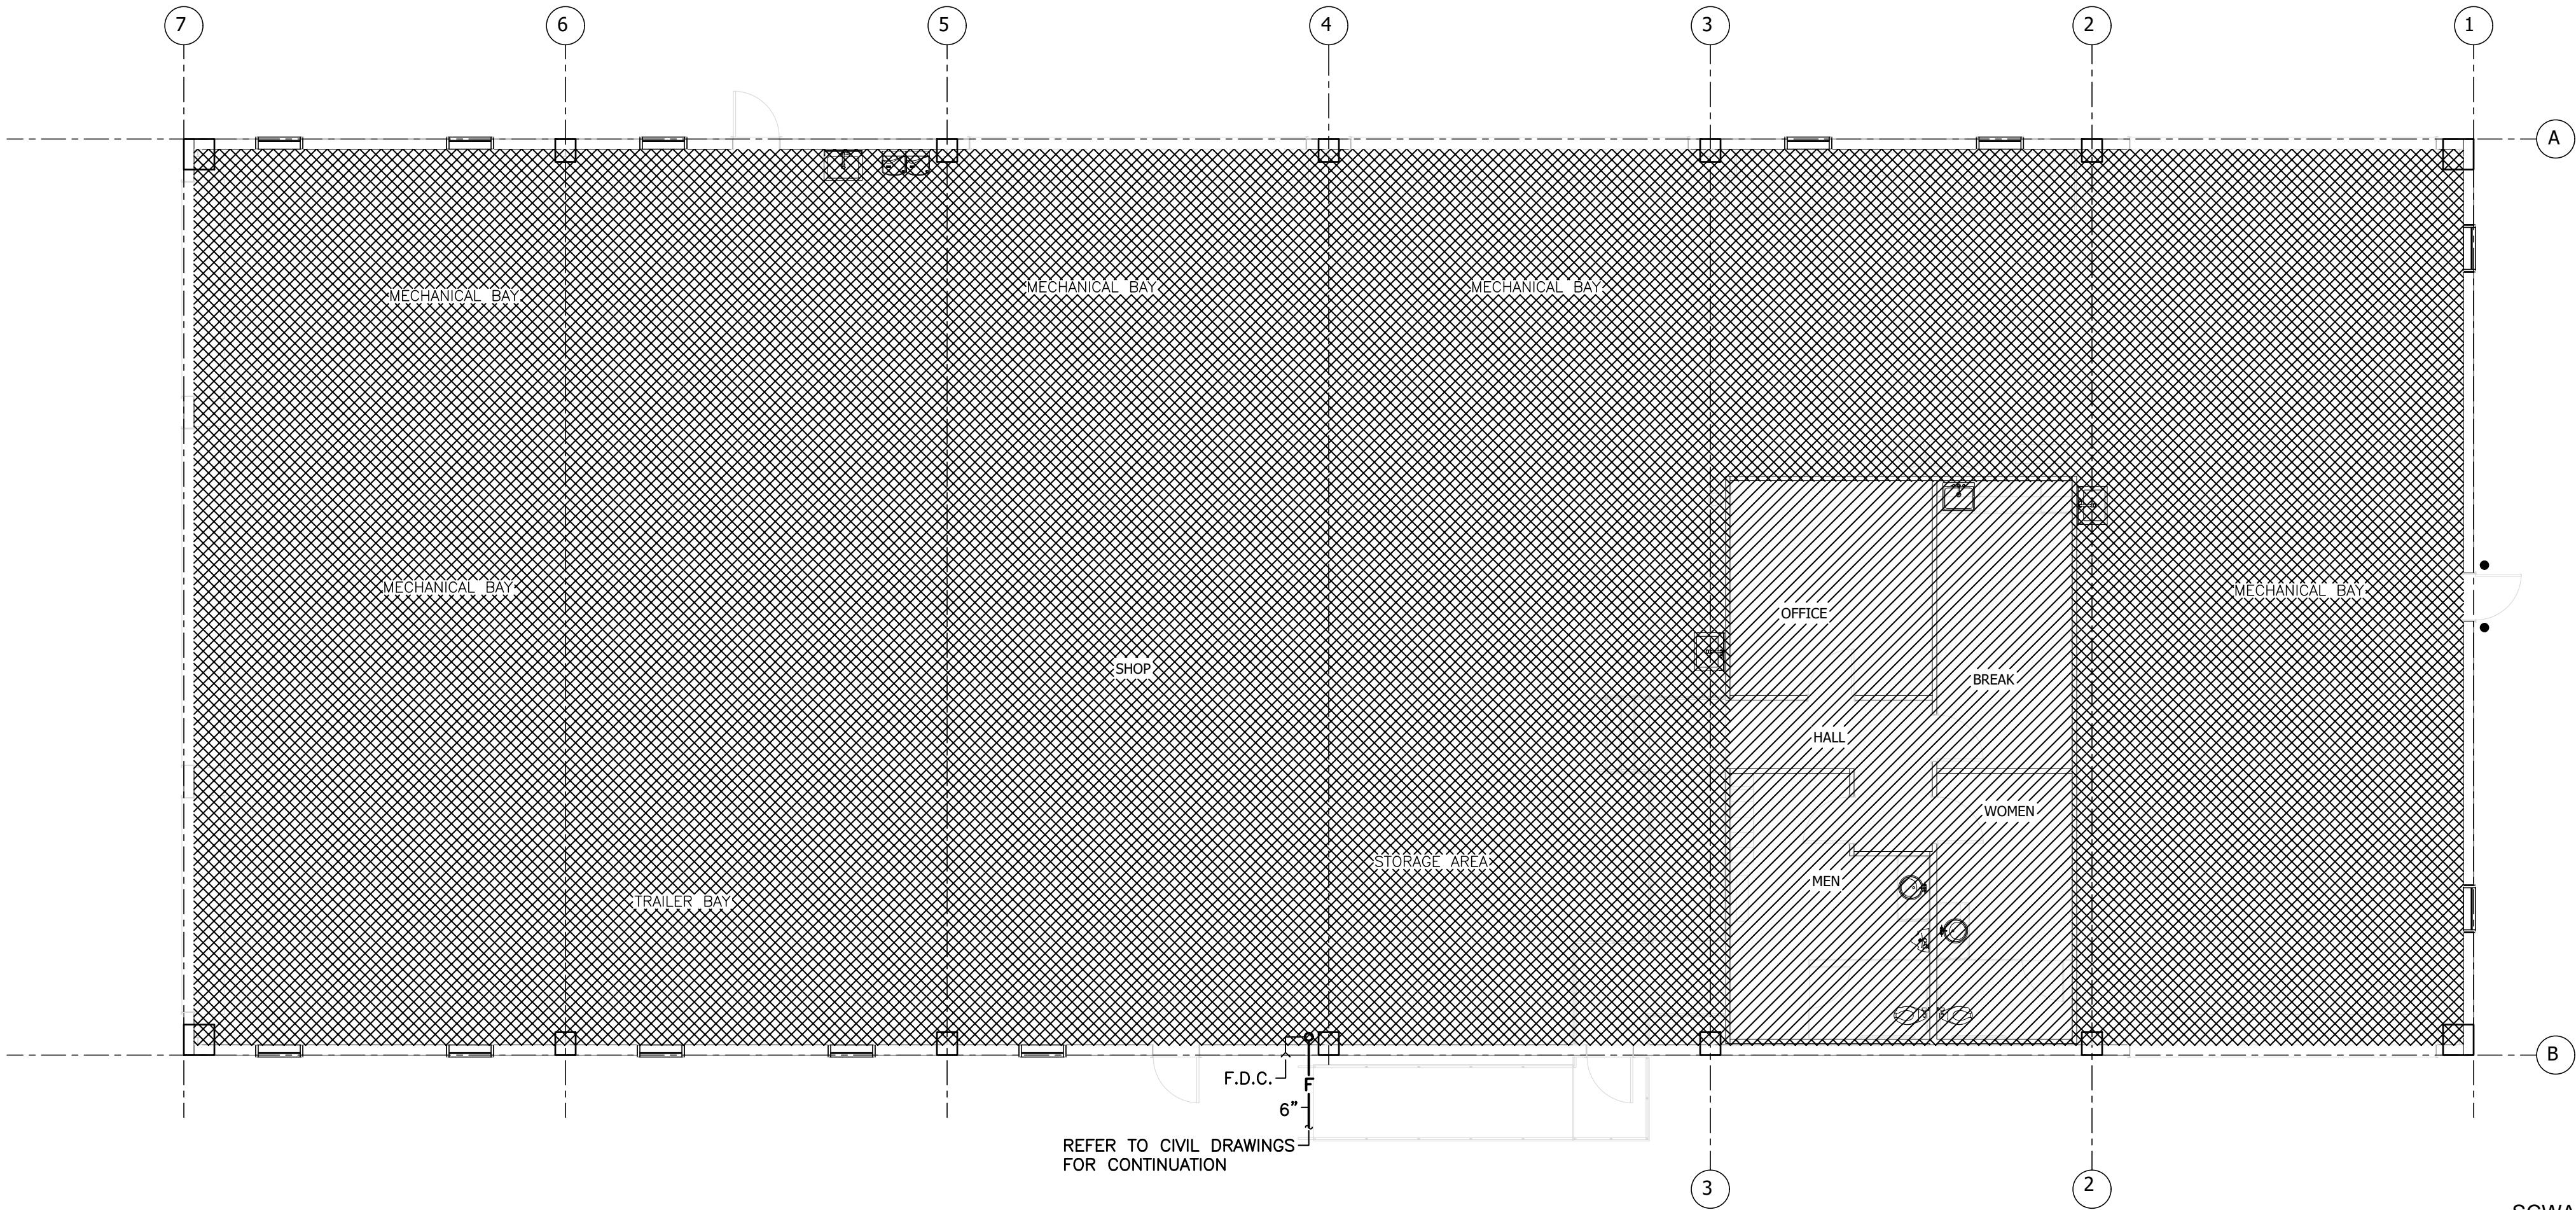 7 6 5 4 3 2 1
A
MECHANICAL BAY
MECHANICAL BAY
MECHANICAL BAY
MECHANICAL BAY
MECHANICAL BAY
OFFICE
SHOP
BREAK
HALL
WOMEN
STORAGE AREA
MEN
TRAILER BAY
B
F.D.C.
F
6"
REFER TO CIVIL DRAWINGS
FOR CONTINUATION
3 2